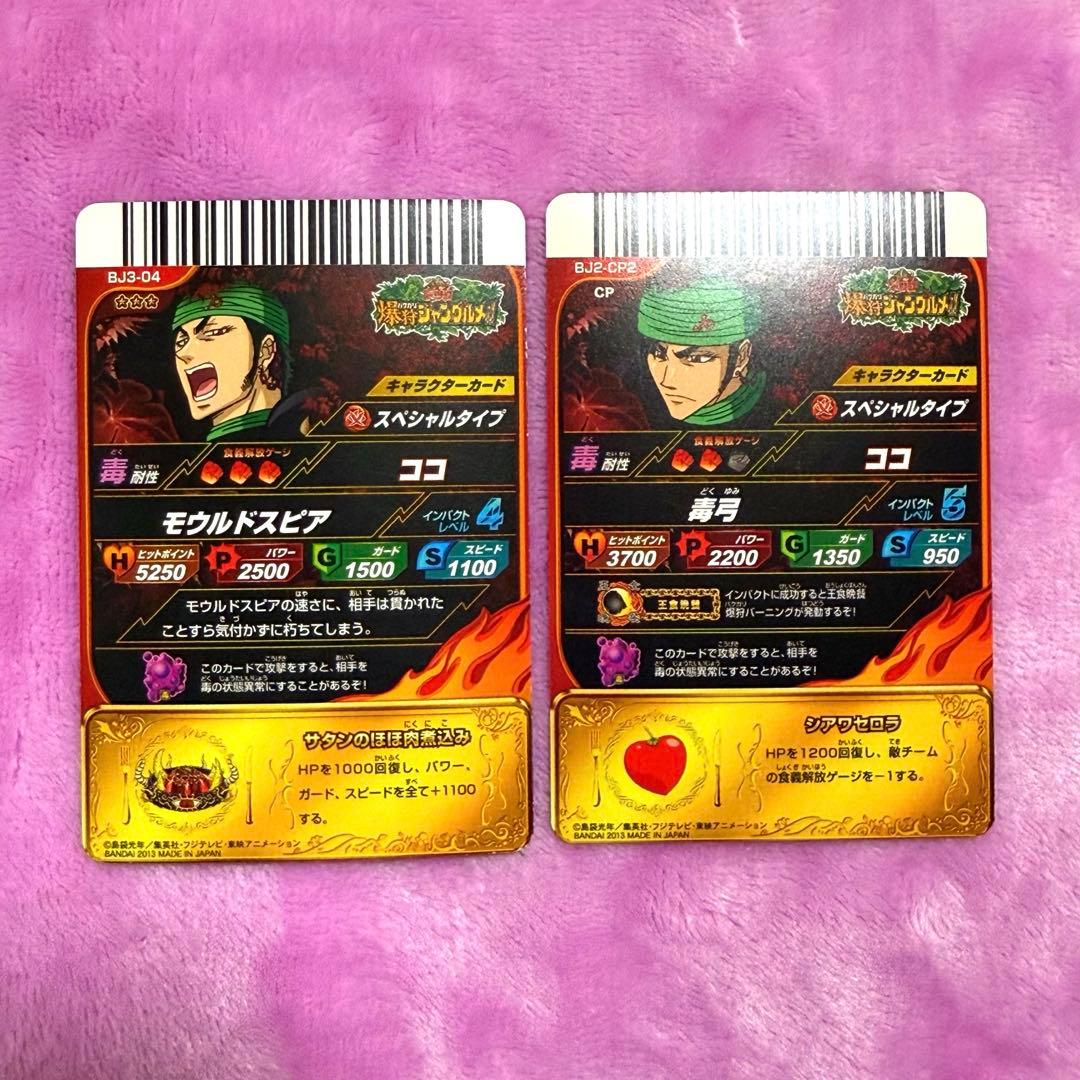 BJ3-04
爆狩ジャングルメ!!
キャラクターカード
スペシャルタイプ
毒耐性
食義解放ゲージ
ココ
モウルドスピア
インパクトレベル4
H ヒットポイント 5250
P パワー 2500
G ガード 1500
S スピード 1100
モウルドスピアの速さに、相手は貫かれた
ことすら気付かずに朽ちてしまう。
このカードで攻撃をすると、相手を
毒の状態異常にすることがあるぞ!
サタンのほほ肉煮込み
HPを1000回復し、パワー、
ガード、スピードを全て+1100
する。
©島袋光年/集英社・フジテレビ・東映アニメーション
BANDAI 2013 MADE IN JAPAN
BJ2-CP2
CP
爆狩ジャングルメ!!
キャラクターカード
スペシャルタイプ
毒耐性
食義解放ゲージ
ココ
毒弓
インパクトレベル5
H ヒットポイント 3700
P パワー 2200
G ガード 1350
S スピード 950
王食晩餐
インパクトに成功すると王食晩餐
爆狩バーニングが発動するぞ!
このカードで攻撃をすると、相手を
毒の状態異常にすることがあるぞ!
シアワセロラ
HPを1200回復し、敵チーム
の食義解放ゲージを−1する。
©島袋光年/集英社・フジテレビ・東映アニメーション
BANDAI 2013 MADE IN JAPAN